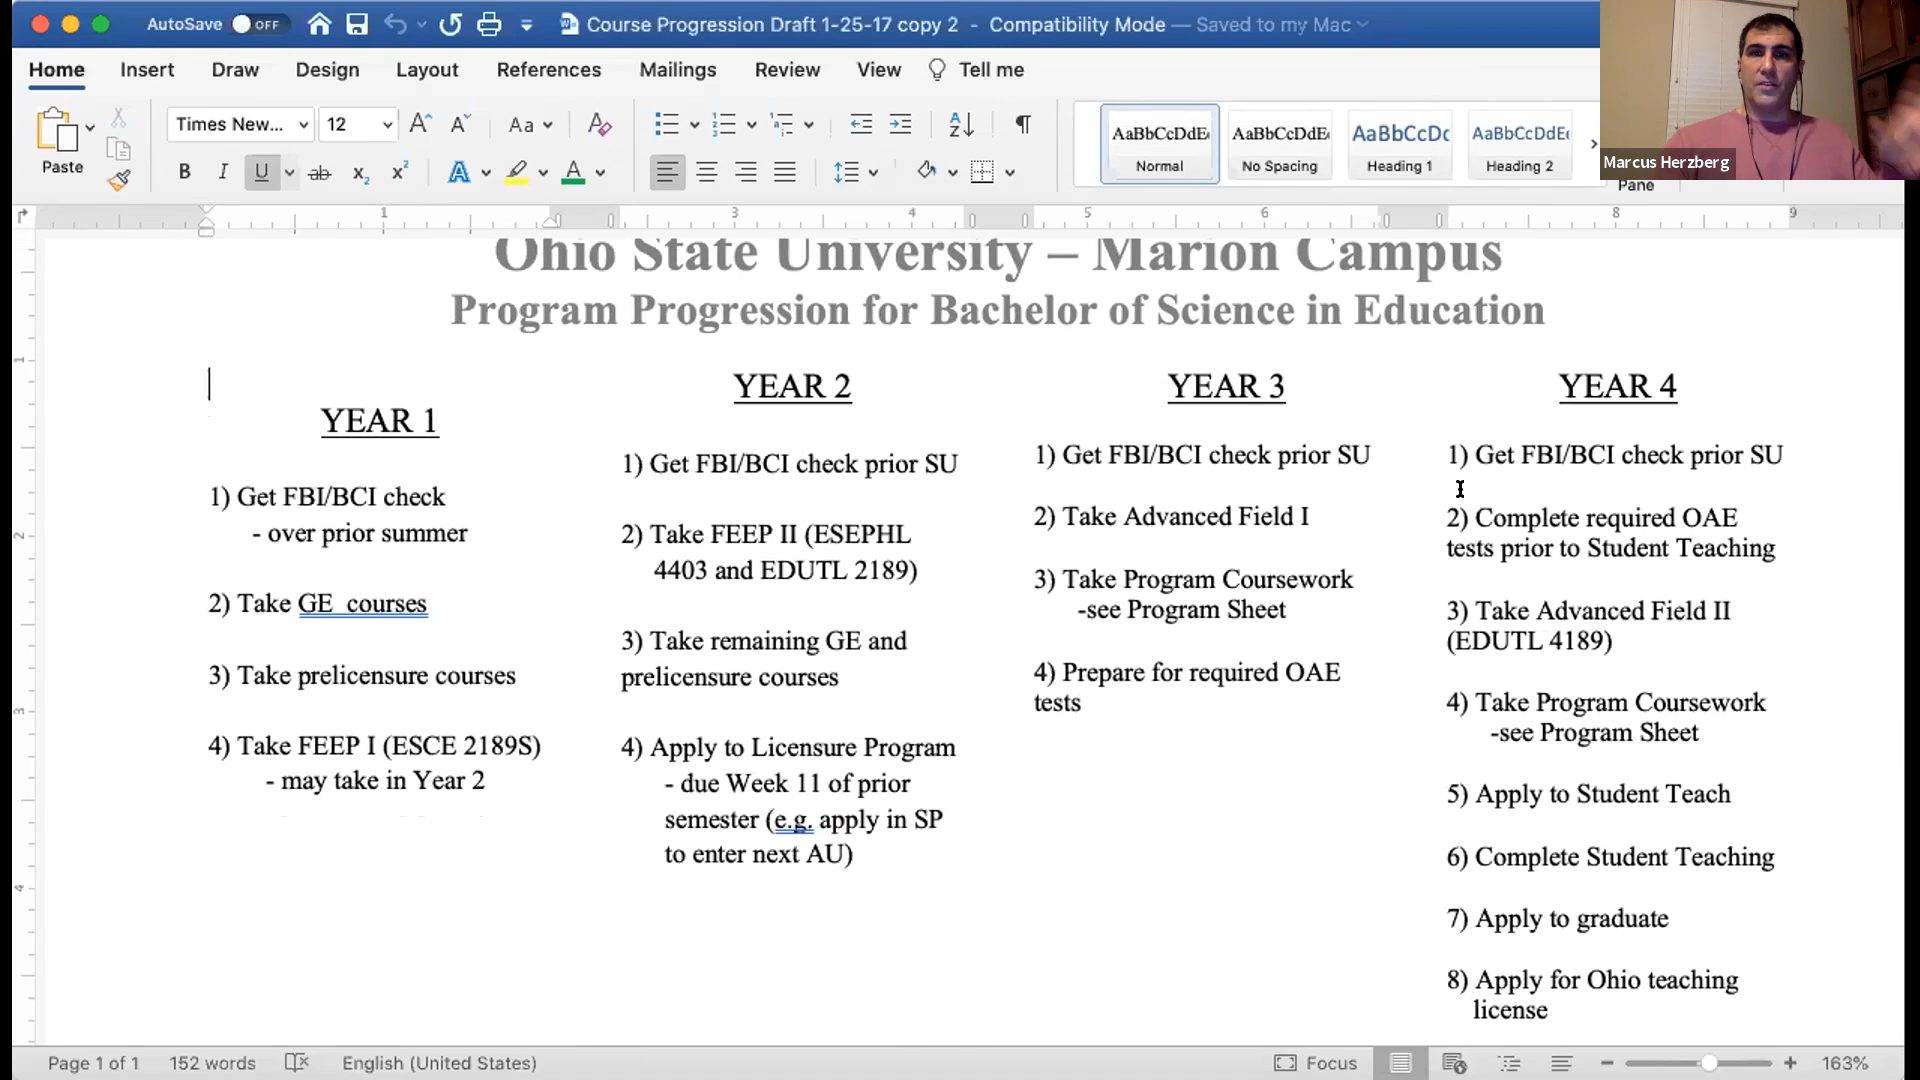 AutoSave OFF
Course Progression Draft 1-25-17 copy 2 - Compatibility Mode — Saved to my Mac
Home Insert Draw Design Layout References Mailings Review View Tell me
Paste
Times New... 12
Aa
AaBbCcDdE
Normal
AaBbCcDdE
No Spacing
AaBbCcDc
Heading 1
AaBbCcDdE
Heading 2
Pane
Marcus Herzberg
1 3 4 5 6 8 9
Ohio State University – Marion Campus
Program Progression for Bachelor of Science in Education
YEAR 1
1) Get FBI/BCI check
- over prior summer
2) Take GE courses
3) Take prelicensure courses
4) Take FEEP I (ESCE 2189S)
- may take in Year 2
YEAR 2
1) Get FBI/BCI check prior SU
2) Take FEEP II (ESEPHL
4403 and EDUTL 2189)
3) Take remaining GE and
prelicensure courses
4) Apply to Licensure Program
- due Week 11 of prior
semester (e.g. apply in SP
to enter next AU)
YEAR 3
1) Get FBI/BCI check prior SU
2) Take Advanced Field I
3) Take Program Coursework
-see Program Sheet
4) Prepare for required OAE
tests
YEAR 4
1) Get FBI/BCI check prior SU
2) Complete required OAE
tests prior to Student Teaching
3) Take Advanced Field II
(EDUTL 4189)
4) Take Program Coursework
-see Program Sheet
5) Apply to Student Teach
6) Complete Student Teaching
7) Apply to graduate
8) Apply for Ohio teaching
license
Page 1 of 1 152 words English (United States) Focus 163%